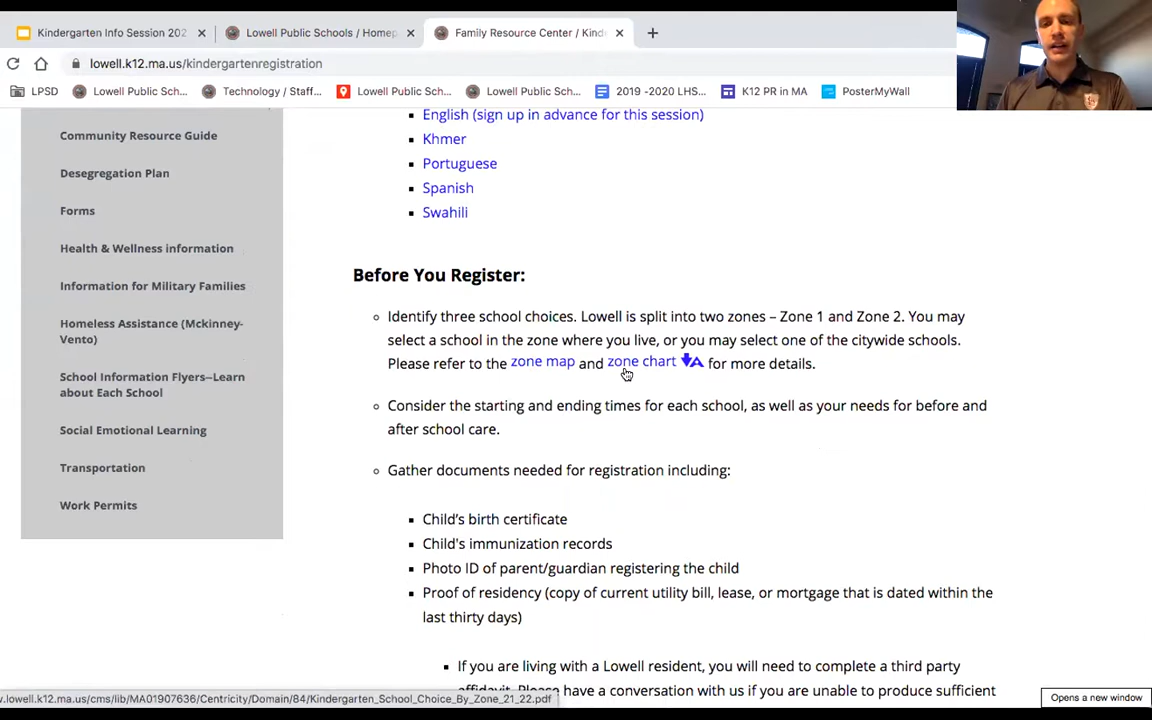 Kindergarten Info Session 202
Lowell Public Schools / Homep
Family Resource Center / Kind
lowell.k12.ma.us/kindergartenregistration
LPSD
Lowell Public Sch...
Technology / Staff...
Lowell Public Sch...
Lowell Public Sch...
2019 -2020 LHS...
K12 PR in MA
PosterMyWall
Community Resource Guide
Desegregation Plan
Forms
Health & Wellness information
Information for Military Families
Homeless Assistance (Mckinney-
Vento)
School Information Flyers--Learn
about Each School
Social Emotional Learning
Transportation
Work Permits
English (sign up in advance for this session)
Khmer
Portuguese
Spanish
Swahili
Before You Register:
Identify three school choices. Lowell is split into two zones – Zone 1 and Zone 2. You may
select a school in the zone where you live, or you may select one of the citywide schools.
Please refer to the zone map and zone chart for more details.
Consider the starting and ending times for each school, as well as your needs for before and
after school care.
Gather documents needed for registration including:
Child's birth certificate
Child's immunization records
Photo ID of parent/guardian registering the child
Proof of residency (copy of current utility bill, lease, or mortgage that is dated within the
last thirty days)
If you are living with a Lowell resident, you will need to complete a third party
affidavit. Please have a conversation with us if you are unable to produce sufficient
.lowell.k12.ma.us/cms/lib/MA01907636/Centricity/Domain/84/Kindergarten_School_Choice_By_Zone_21_22.pdf
Opens a new window